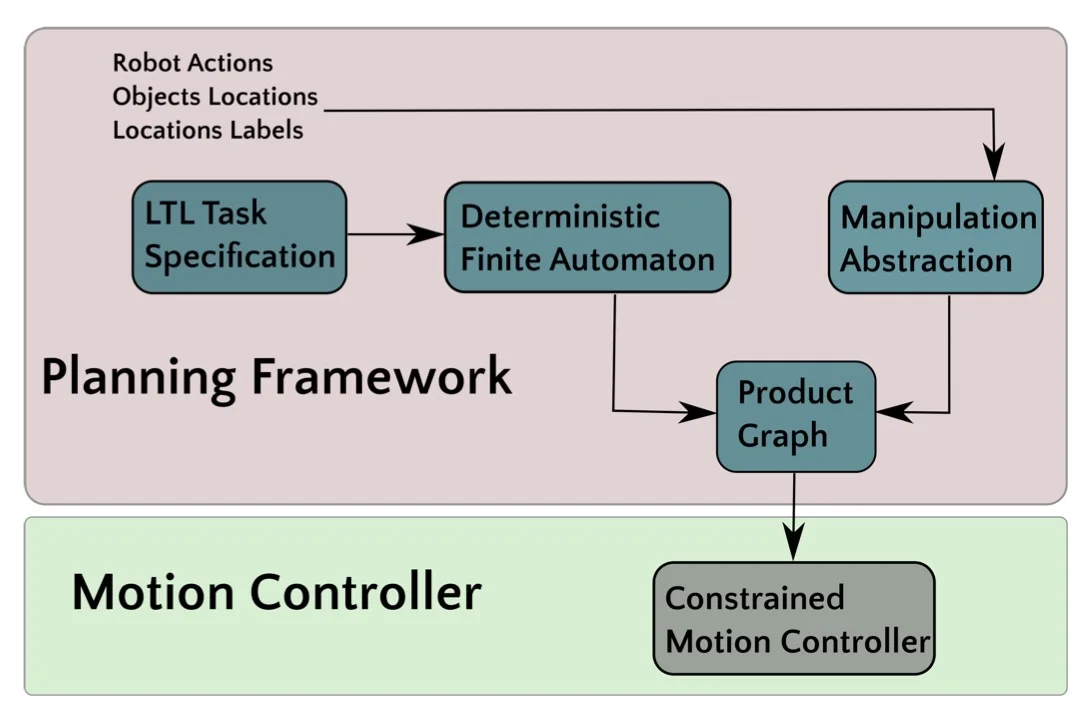 Robot Actions
Objects Locations
Locations Labels
LTL Task
Specification
Deterministic
Finite Automaton
Manipulation
Abstraction
Planning Framework
Product
Graph
Motion Controller
Constrained
Motion Controller